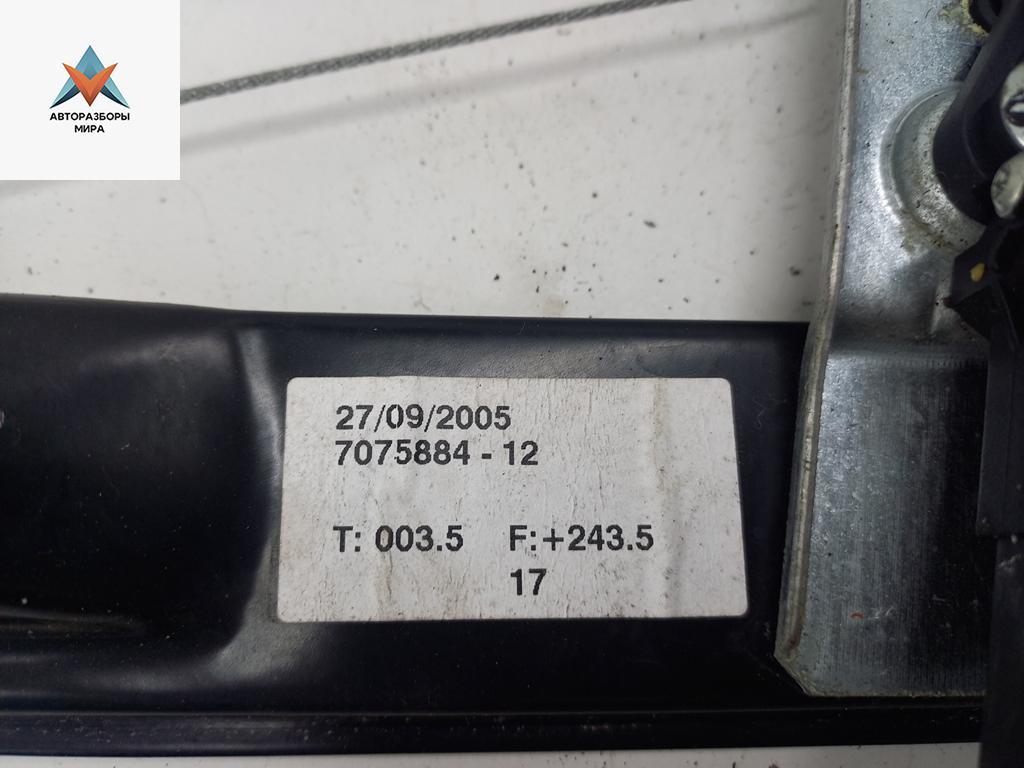 АВТОРАЗБОРЫ
МИРА
27/09/2005
7075884 - 12
T: 003.5 F:+243.5
17